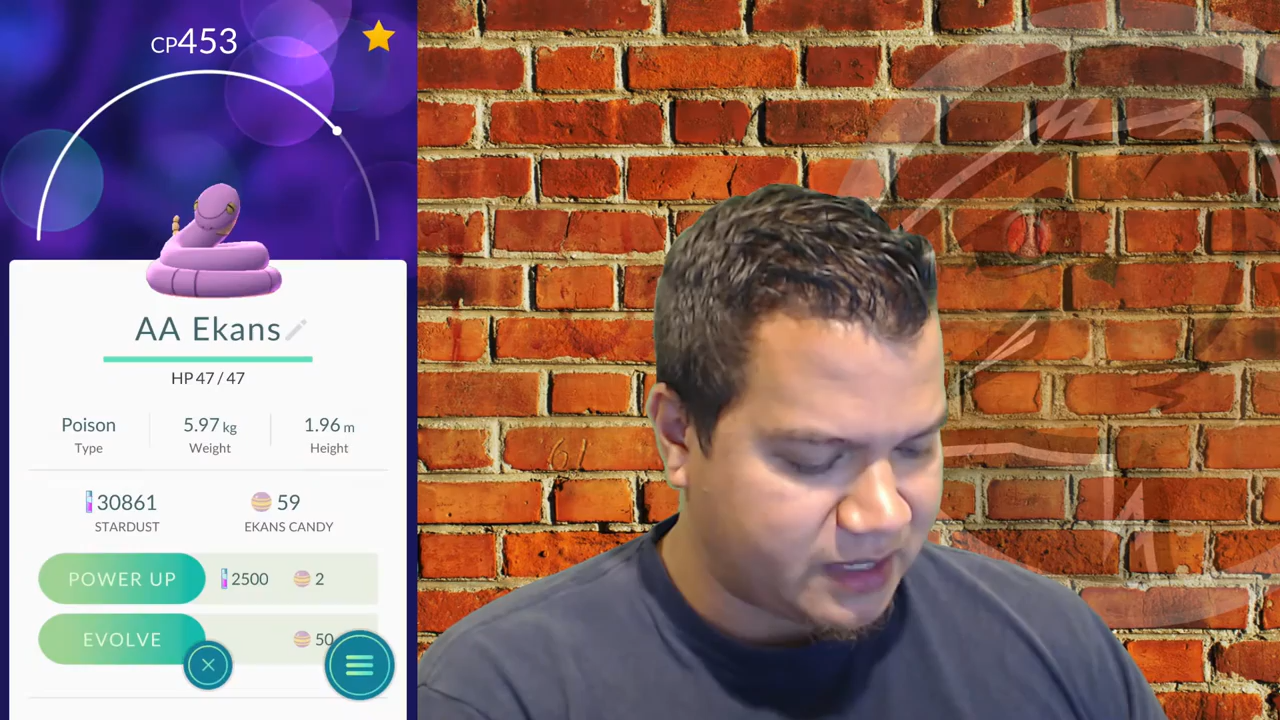 CP453
AA Ekans
HP 47 / 47
Poison 5.97 kg 1.96 m
Type Weight Height
30861 59
STARDUST EKANS CANDY
POWER UP 2500 2
EVOLVE 50